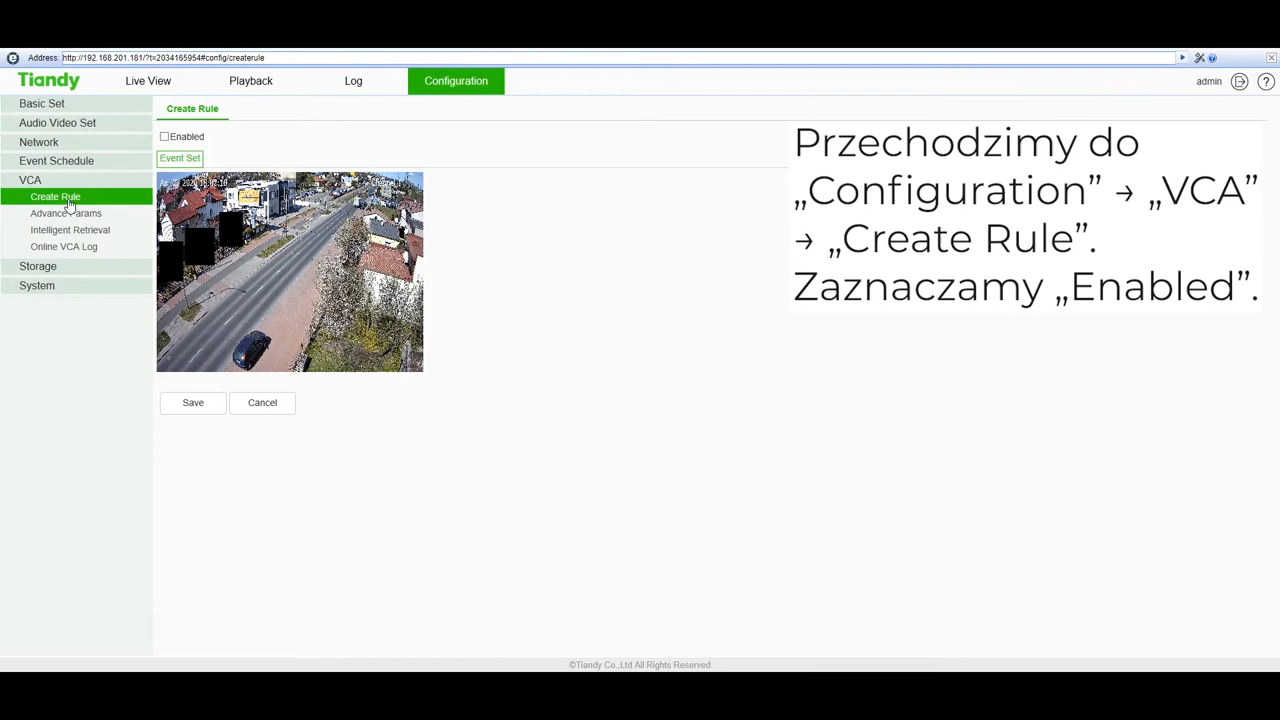 Address: http://192.168.201.181/?t=2034165954#config/createrule
Tiandy
Live View
Playback
Log
Configuration
admin
Basic Set
Audio Video Set
Network
Event Schedule
VCA
Create Rule
Advance Params
Intelligent Retrieval
Online VCA Log
Storage
System
Create Rule
Enabled
Event Set
Save
Cancel
Przechodzimy do
„Configuration” → „VCA”
→ „Create Rule”.
Zaznaczamy „Enabled”.
©Tiandy Co.,Ltd All Rights Reserved